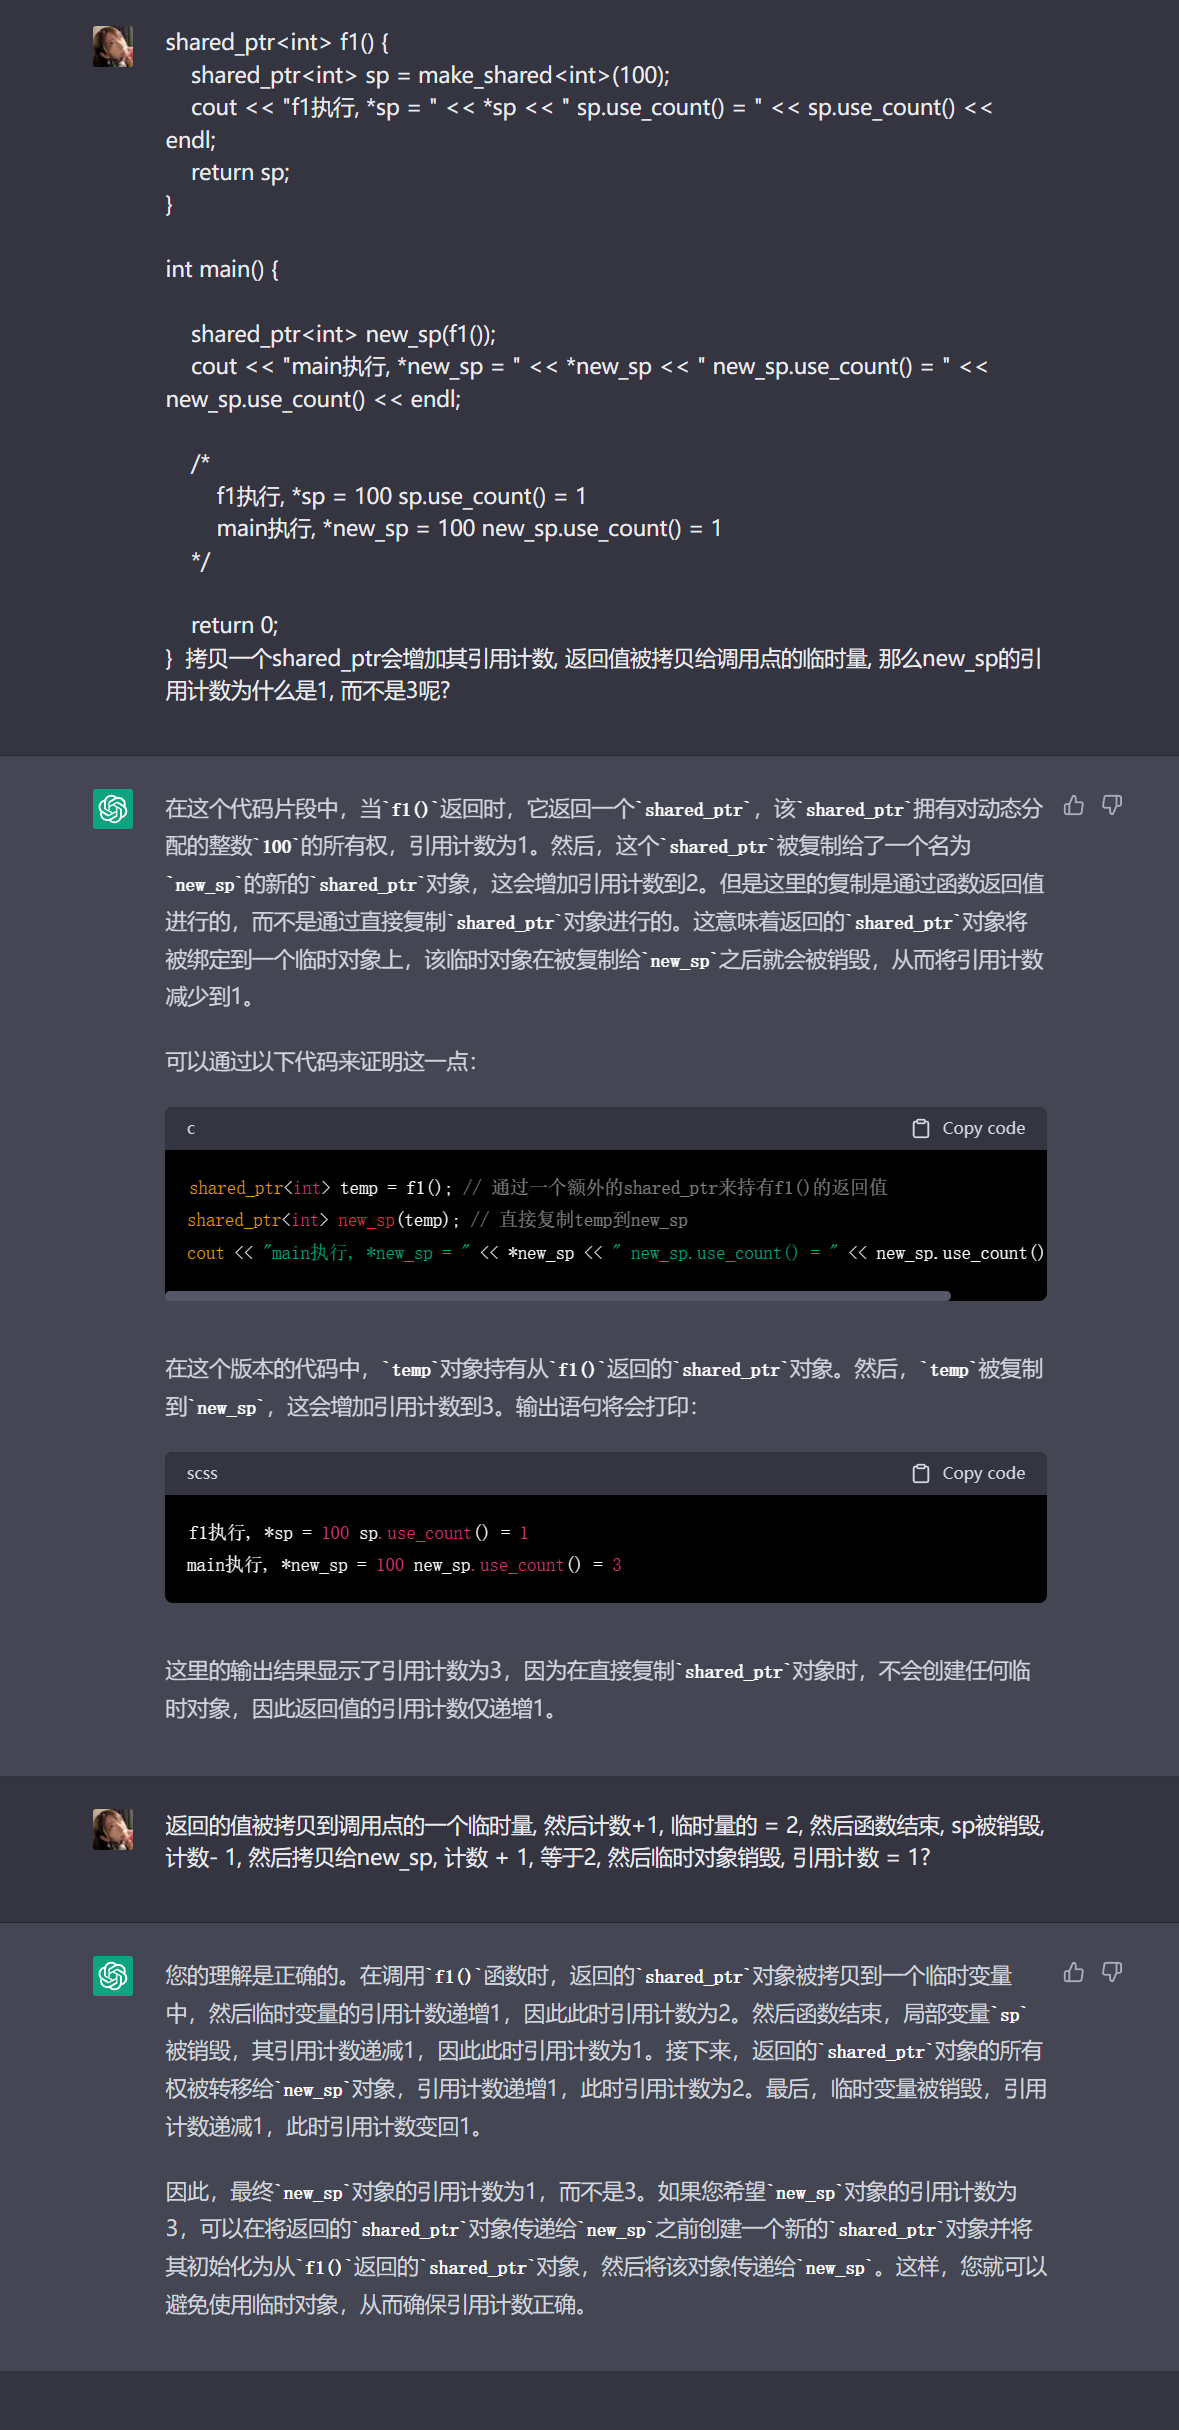 shared_ptr<int> f1() {
shared_ptr<int> sp = make_shared<int>(100);
cout << "f1执行, *sp = " << *sp << " sp.use_count() = " << sp.use_count() <<
endl;
return sp;
}
int main() {
shared_ptr<int> new_sp(f1());
cout << "main执行, *new_sp = " << *new_sp << " new_sp.use_count() = " <<
new_sp.use_count() << endl;
/*
f1执行, *sp = 100 sp.use_count() = 1
main执行, *new_sp = 100 new_sp.use_count() = 1
*/
return 0;
} 拷贝一个shared_ptr会增加其引用计数, 返回值被拷贝给调用点的临时量, 那么new_sp的引
用计数为什么是1, 而不是3呢?
在这个代码片段中，当`f1()`返回时，它返回一个`shared_ptr`，该`shared_ptr`拥有对动态分
配的整数`100`的所有权，引用计数为1。然后，这个`shared_ptr`被复制给了一个名为
`new_sp`的新的`shared_ptr`对象，这会增加引用计数到2。但是这里的复制是通过函数返回值
进行的，而不是通过直接复制`shared_ptr`对象进行的。这意味着返回的`shared_ptr`对象将
被绑定到一个临时对象上，该临时对象在被复制给`new_sp`之后就会被销毁，从而将引用计数
减少到1。
可以通过以下代码来证明这一点：
c
Copy code
shared_ptr<int> temp = f1(); // 通过一个额外的shared_ptr来持有f1()的返回值
shared_ptr<int> new_sp(temp); // 直接复制temp到new_sp
cout << "main执行, *new_sp = " << *new_sp << " new_sp.use_count() = " << new_sp.use_count()
在这个版本的代码中，`temp`对象持有从`f1()`返回的`shared_ptr`对象。然后，`temp`被复制
到`new_sp`，这会增加引用计数到3。输出语句将会打印：
scss
Copy code
f1执行, *sp = 100 sp.use_count() = 1
main执行, *new_sp = 100 new_sp.use_count() = 3
这里的输出结果显示了引用计数为3，因为在直接复制`shared_ptr`对象时，不会创建任何临
时对象，因此返回值的引用计数仅递增1。
返回的值被拷贝到调用点的一个临时量, 然后计数+1, 临时量的 = 2, 然后函数结束, sp被销毁,
计数- 1, 然后拷贝给new_sp, 计数 + 1, 等于2, 然后临时对象销毁, 引用计数 = 1?
您的理解是正确的。在调用`f1()`函数时，返回的`shared_ptr`对象被拷贝到一个临时变量
中，然后临时变量的引用计数递增1，因此此时引用计数为2。然后函数结束，局部变量`sp`
被销毁，其引用计数递减1，因此此时引用计数为1。接下来，返回的`shared_ptr`对象的所有
权被转移给`new_sp`对象，引用计数递增1，此时引用计数为2。最后，临时变量被销毁，引用
计数递减1，此时引用计数变回1。
因此，最终`new_sp`对象的引用计数为1，而不是3。如果您希望`new_sp`对象的引用计数为
3，可以在将返回的`shared_ptr`对象传递给`new_sp`之前创建一个新的`shared_ptr`对象并将
其初始化为从`f1()`返回的`shared_ptr`对象，然后将该对象传递给`new_sp`。这样，您就可以
避免使用临时对象，从而确保引用计数正确。